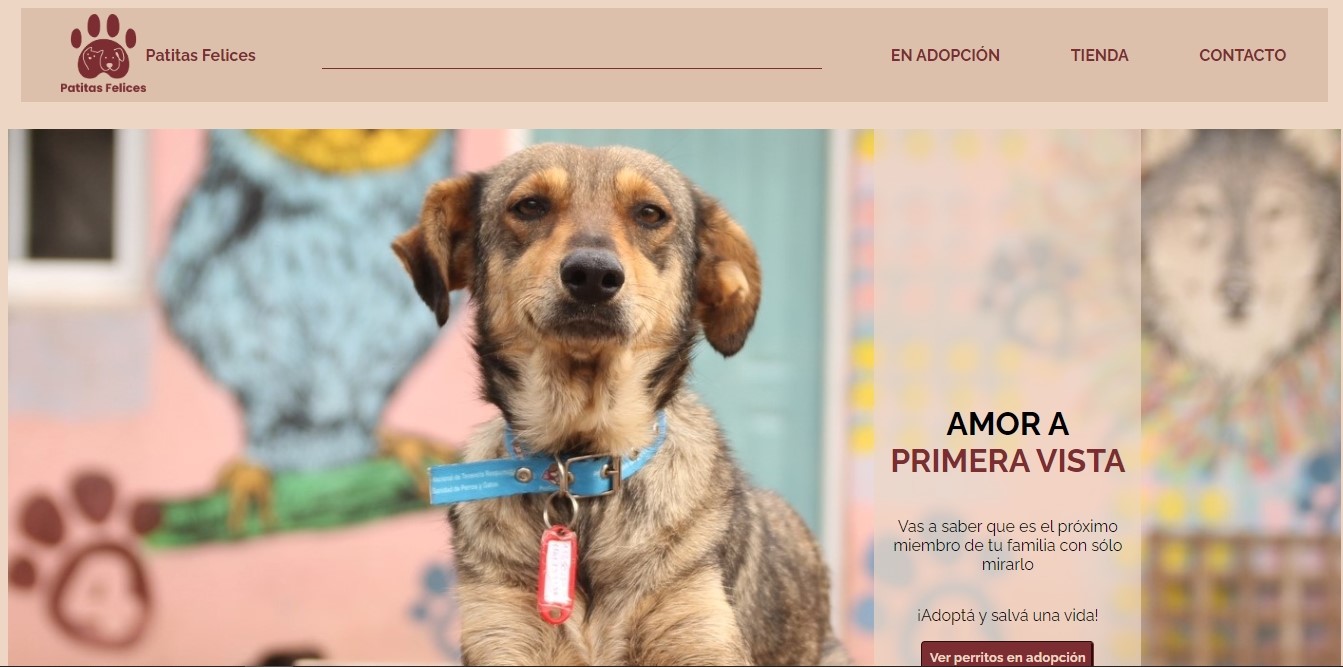 Patitas Felices
Patitas Felices
EN ADOPCIÓN
TIENDA
CONTACTO
AMOR A
PRIMERA VISTA
Vas a saber que es el próximo
miembro de tu familia con sólo
mirarlo
¡Adoptá y salvá una vida!
Ver perritos en adopción